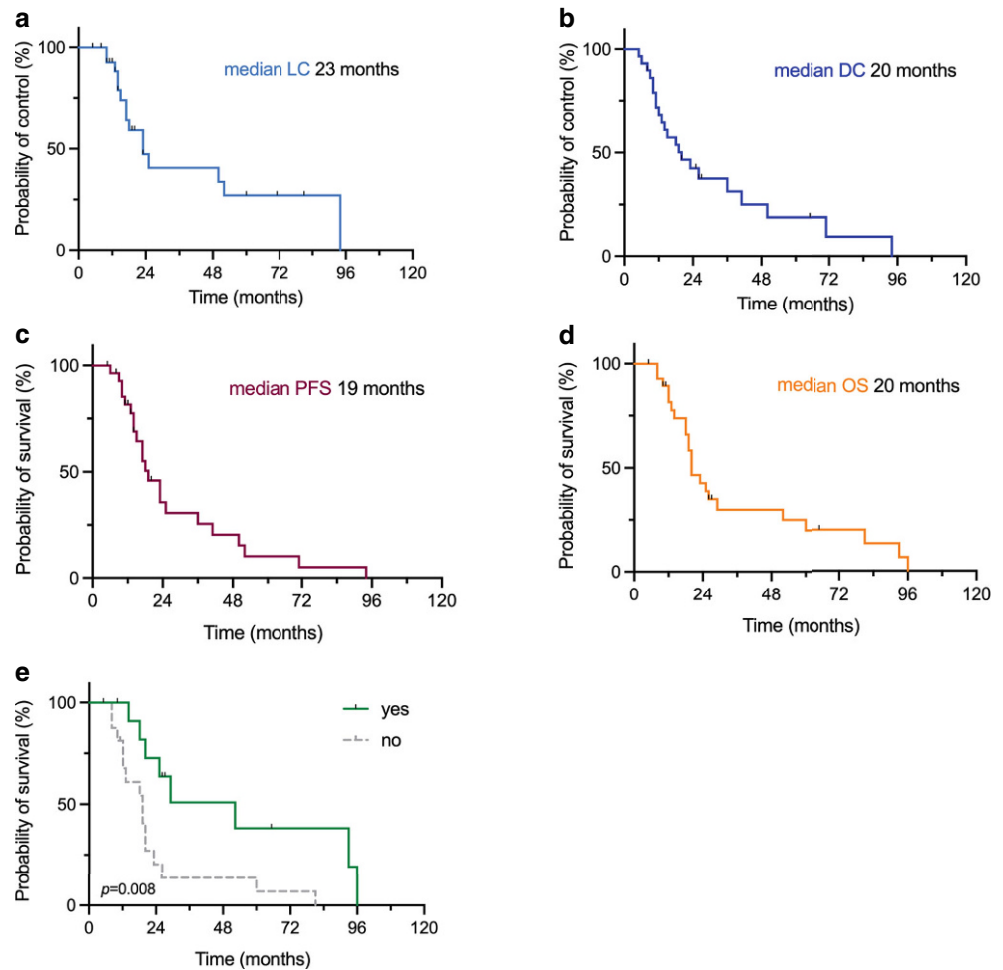 a
Probability of control (%)
100
50
0
median LC 23 months
0 24 48 72 96 120
Time (months)
b
Probability of control (%)
100
50
0
median DC 20 months
0 24 48 72 96 120
Time (months)
c
Probability of survival (%)
100
50
0
median PFS 19 months
0 24 48 72 96 120
Time (months)
d
Probability of survival (%)
100
50
0
median OS 20 months
0 24 48 72 96 120
Time (months)
e
Probability of survival (%)
100
50
0
yes
no
p=0.008
0 24 48 72 96 120
Time (months)